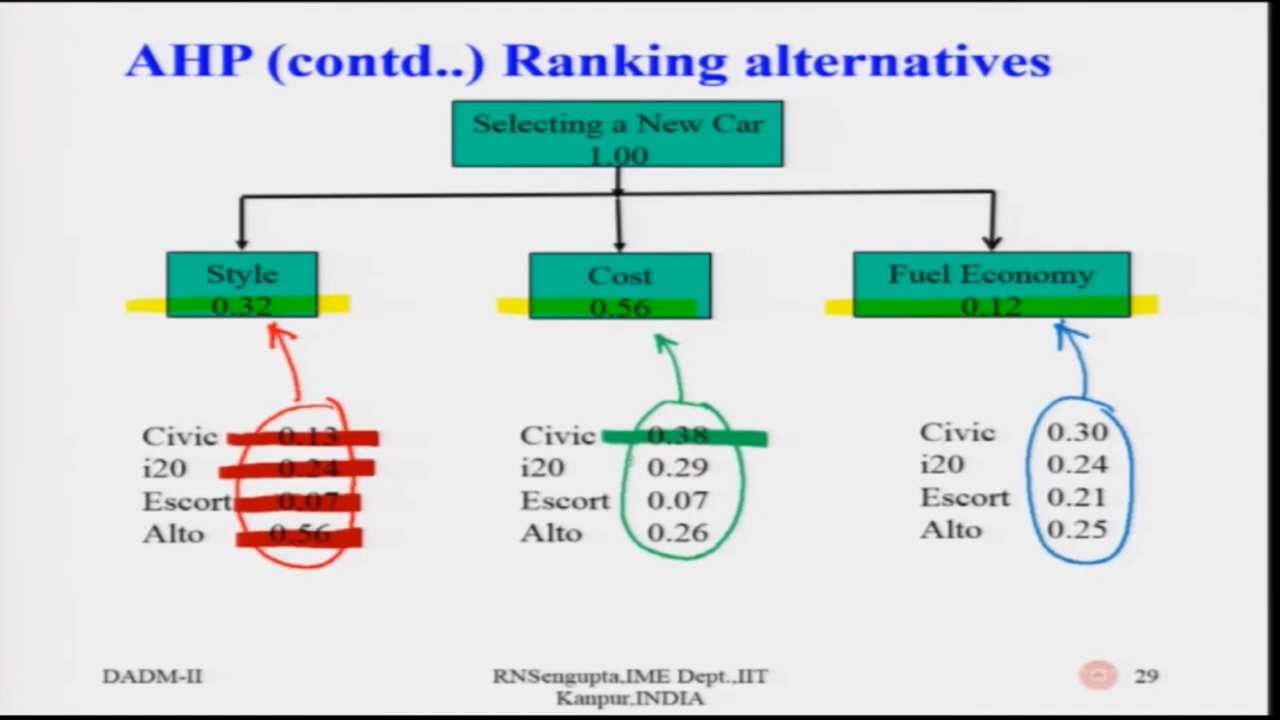 AHP (contd..) Ranking alternatives
Selecting a New Car
1.00
Style
0.32
Cost
0.56
Fuel Economy
0.12
Civic 0.13
i20 0.24
Escort 0.07
Alto 0.56
Civic 0.38
i20 0.29
Escort 0.07
Alto 0.26
Civic 0.30
i20 0.24
Escort 0.21
Alto 0.25
DADM-II
RNSengupta,IME Dept.,IIT
Kanpur,INDIA
29